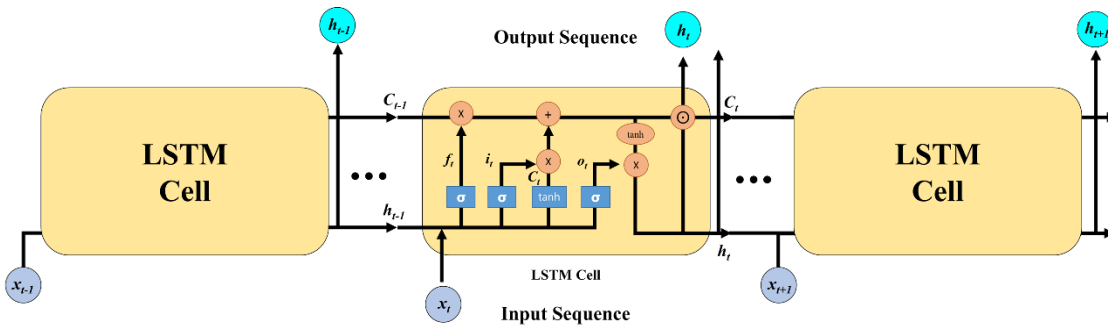 h_{t-1}
Output Sequence
h_t
h_{t+1}
LSTM
Cell
C_{t-1}
x
+
tanh
⊙
C_t
f_t
i_t
x
C_t
o_t
x
σ
σ
tanh
σ
h_{t-1}
LSTM
Cell
h_t
x_{t-1}
x_t
LSTM Cell
x_{t+1}
Input Sequence